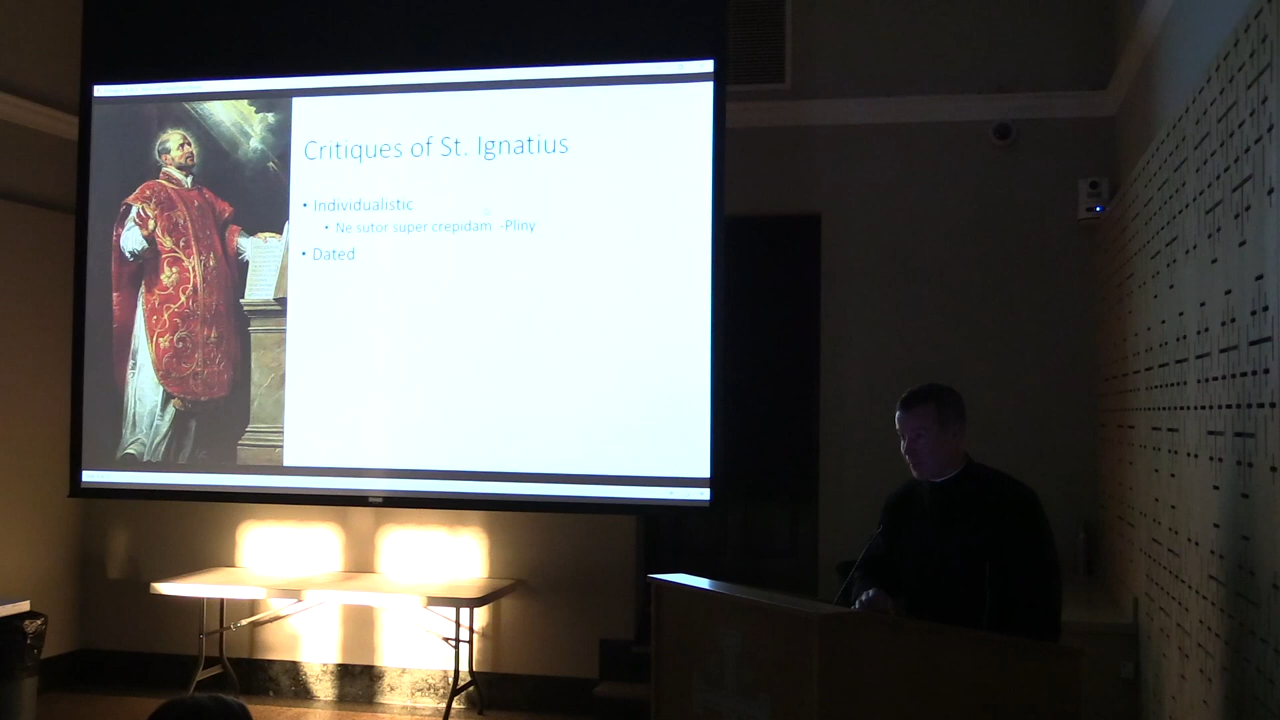 Critiques of St. Ignatius
• Individualistic
• Ne sutor super crepidam -Pliny
• Dated